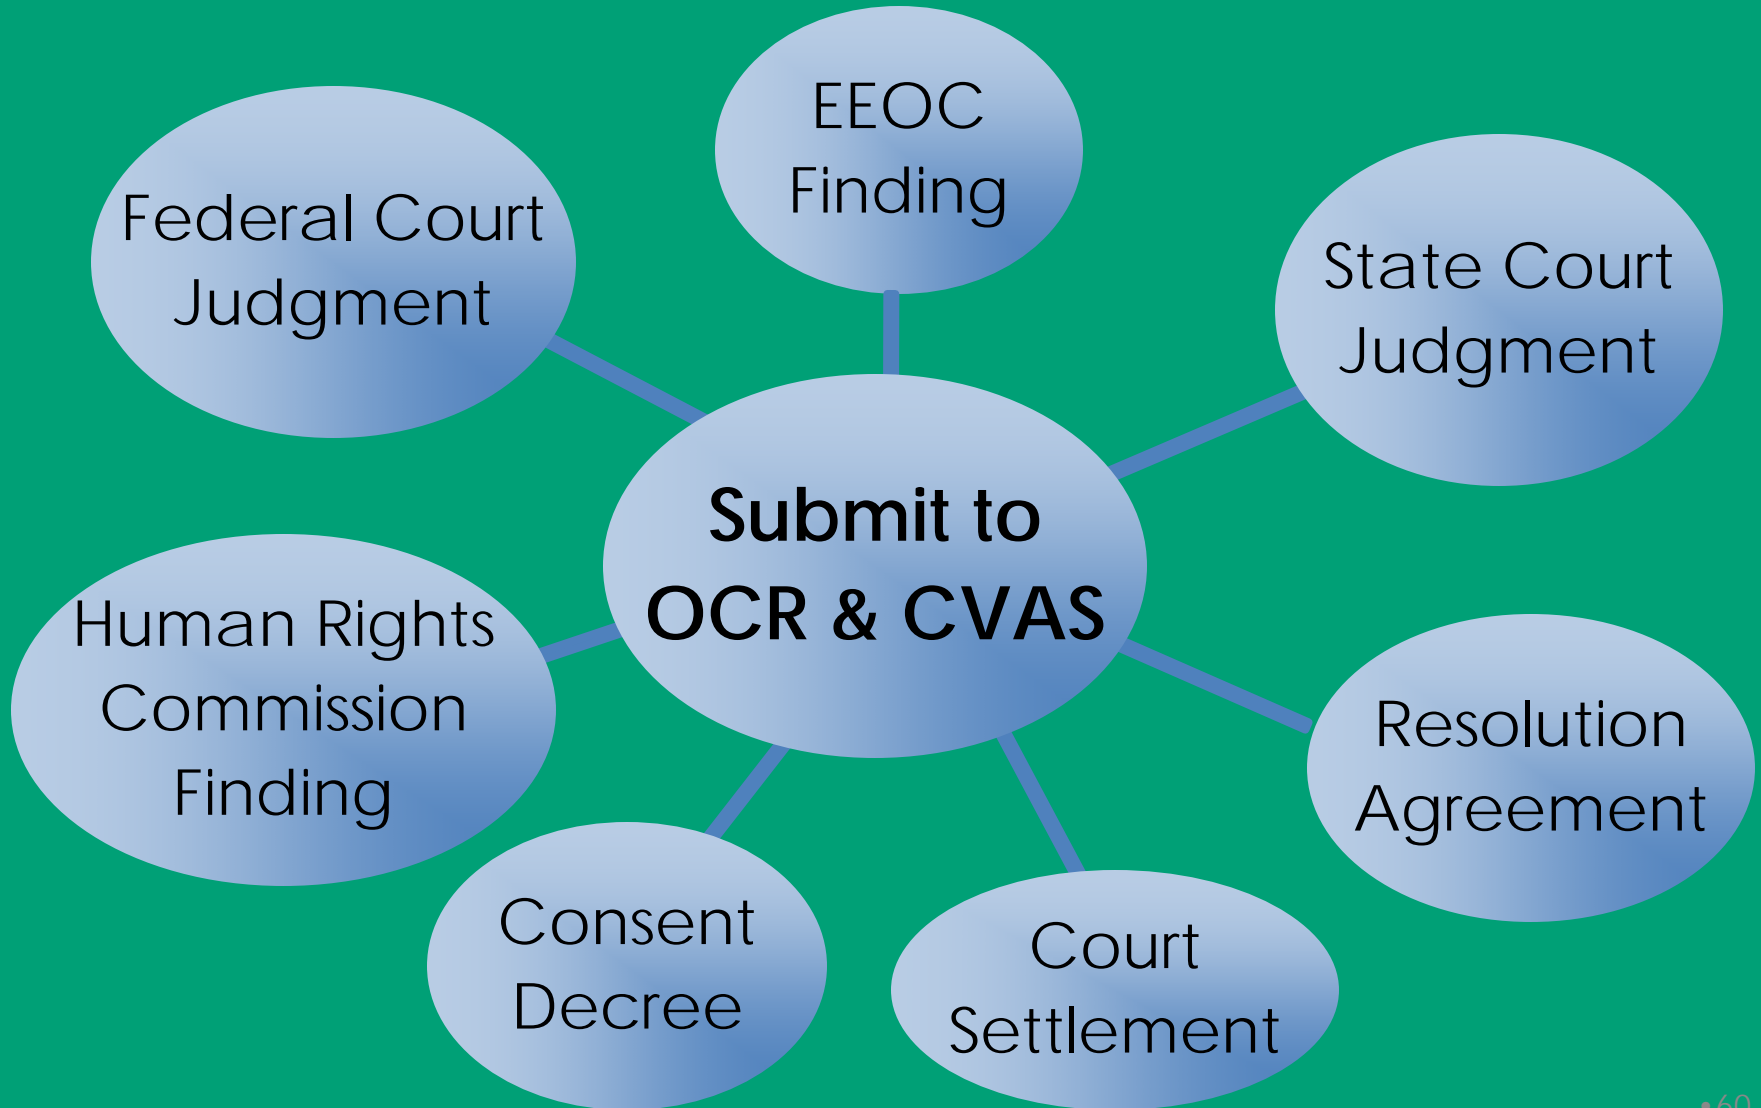 EEOC
Finding
Federal Court
Judgment
State Court
Judgment
Submit to
OCR & CVAS
Human Rights
Commission
Finding
Resolution
Agreement
Consent
Decree
Court
Settlement
•60